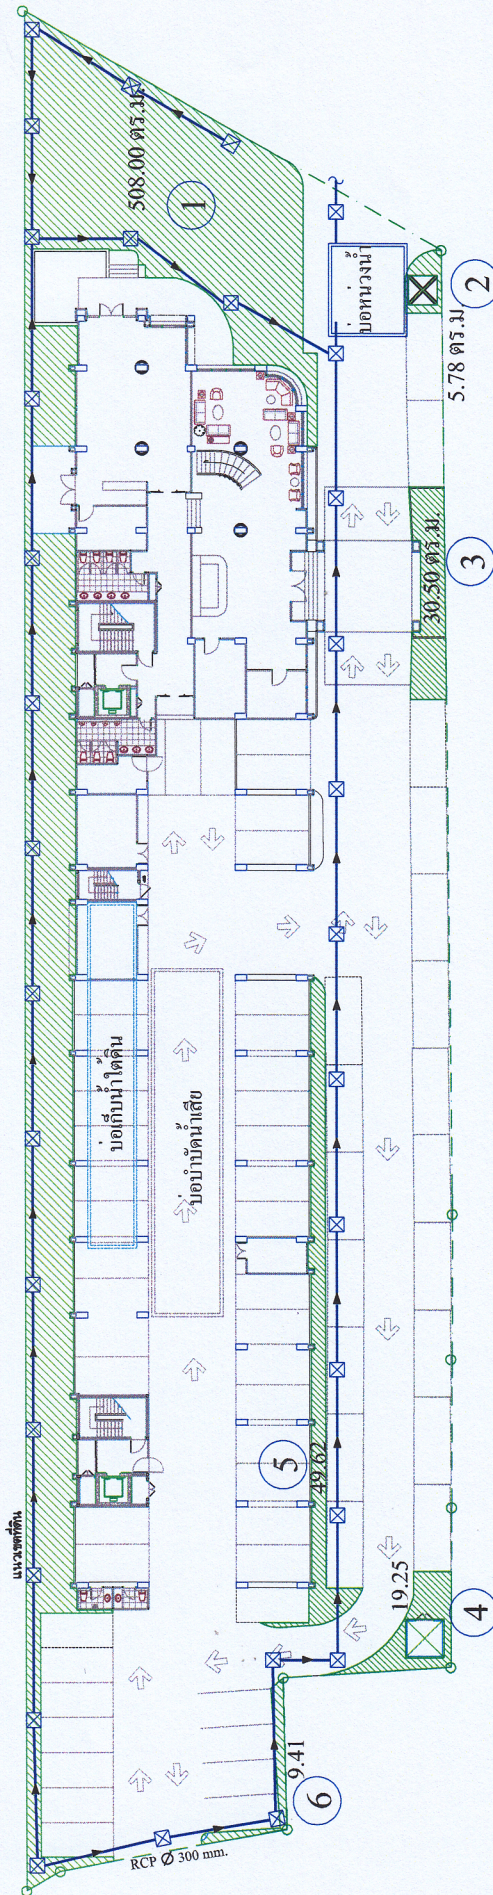 508.00 ตร.ม.
1
บ่อหน่วงน้ำ
2
5.78 ตร.ม.
30.50 ตร.ม.
3
บ่อเก็บน้ำใต้ดิน
บ่อบำบัดน้ำเสีย
แนวเขตที่ดิน
5
49.62
19.25
4
9.41
6
RCP Ø 300 mm.